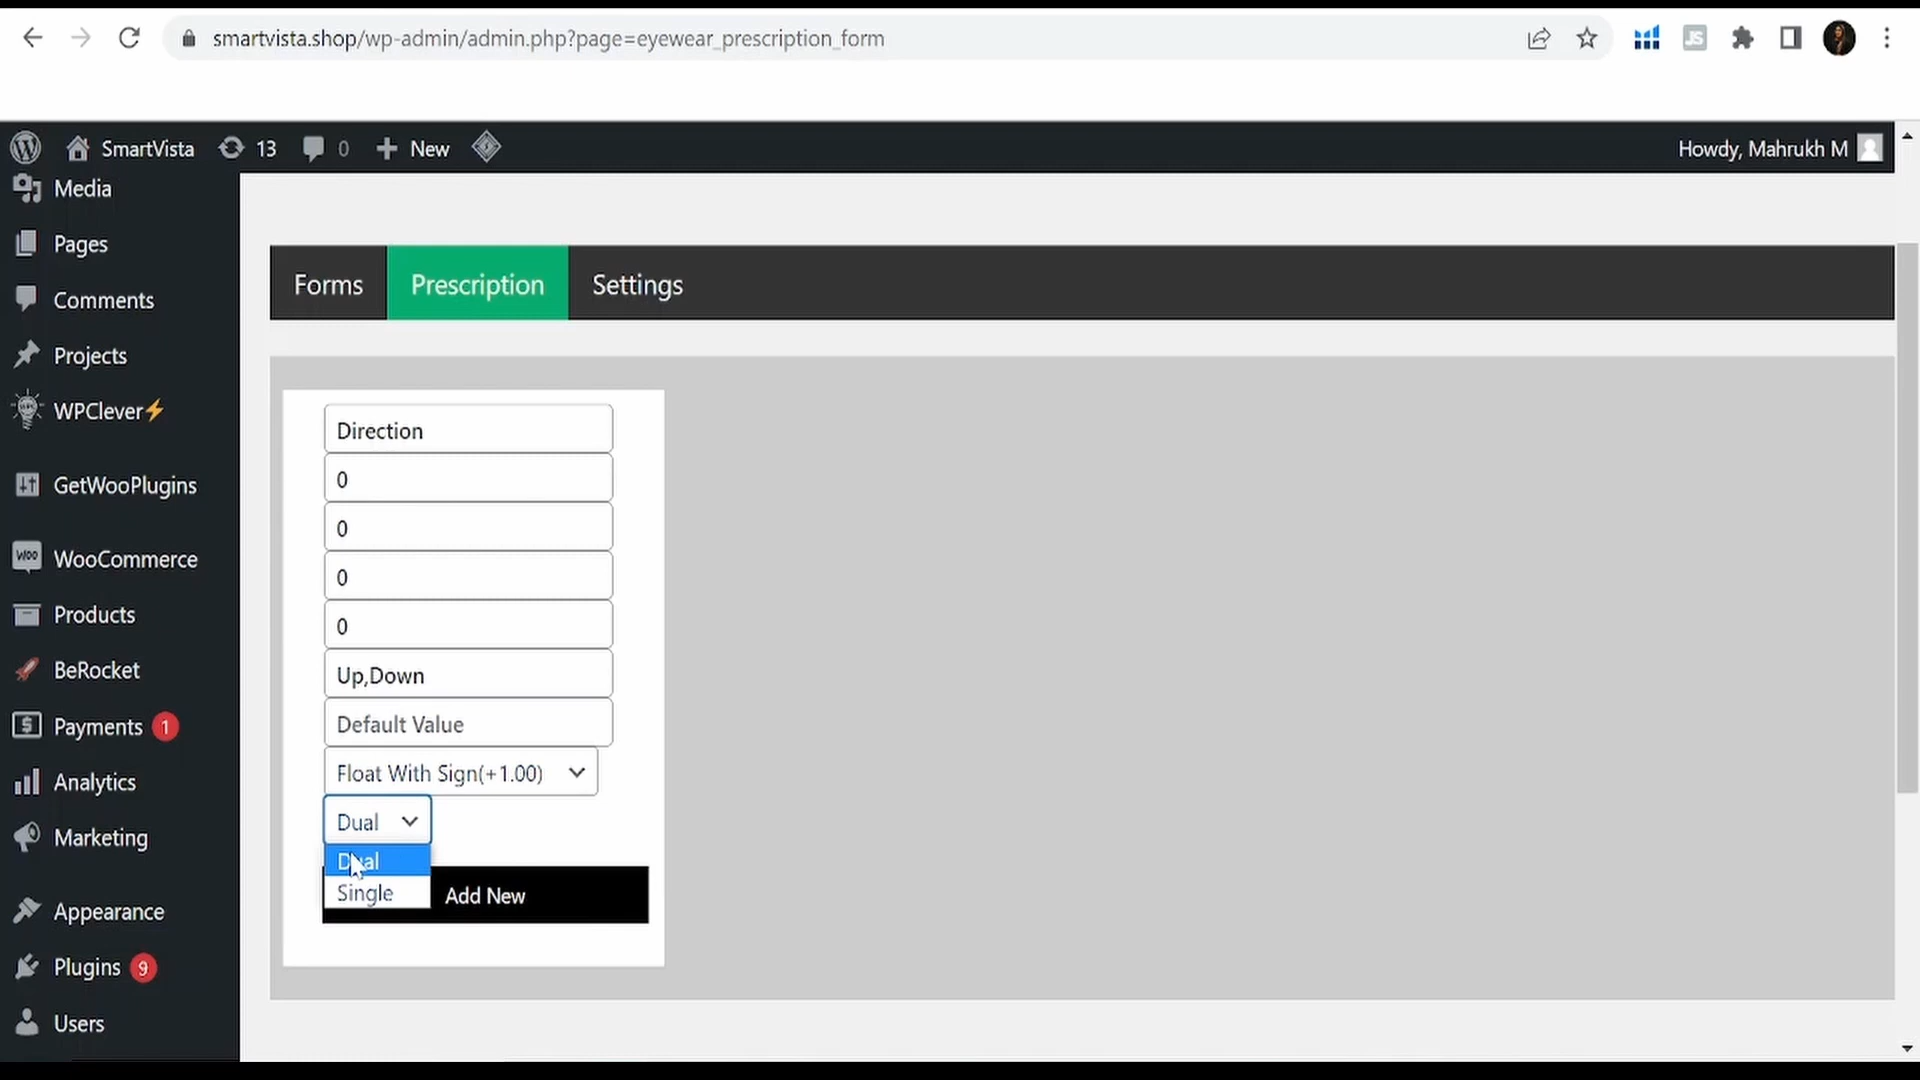 smartvista.shop/wp-admin/admin.php?page=eyewear_prescription_form
JS
SmartVista
13
0
New
Howdy, Mahrukh M
Media
Pages
Comments
Projects
WPClever⚡
GetWooPlugins
WOO
WooCommerce
Products
BeRocket
Payments 1
Analytics
Marketing
Appearance
Plugins 9
Users
Forms
Prescription
Settings
Direction
0
0
0
0
Up,Down
Default Value
Float With Sign(+1.00)
Dual
Dual
Single
Add New